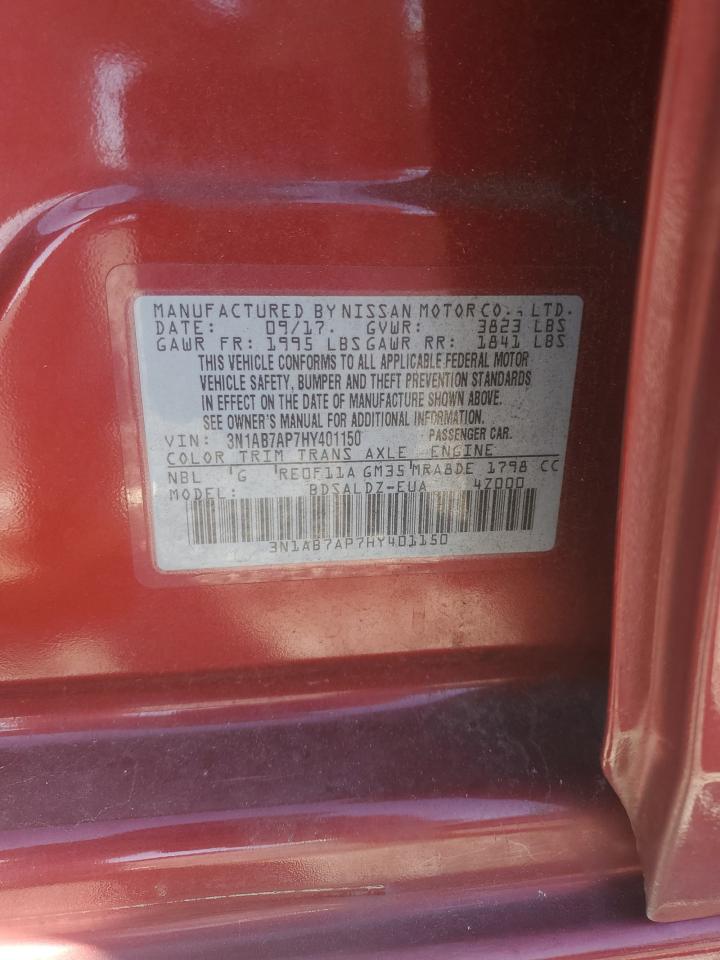 MANUFACTURED BY NISSAN MOTOR CO., LTD.
DATE: 09/17. GVWR: 3823 LBS
GAWR FR: 1995 LBS GAWR RR: 1841 LBS
THIS VEHICLE CONFORMS TO ALL APPLICABLE FEDERAL MOTOR
VEHICLE SAFETY, BUMPER AND THEFT PREVENTION STANDARDS
IN EFFECT ON THE DATE OF MANUFACTURE SHOWN ABOVE.
SEE OWNER'S MANUAL FOR ADDITIONAL INFORMATION.
VIN: 3N1AB7AP7HY401150 PASSENGER CAR.
COLOR TRIM TRANS AXLE ENGINE
NBL G RE0F11A GM35 MRA8DE 1798 CC
MODEL: BDSALDZ-EUA 4Z000
3N1AB7AP7HY401150